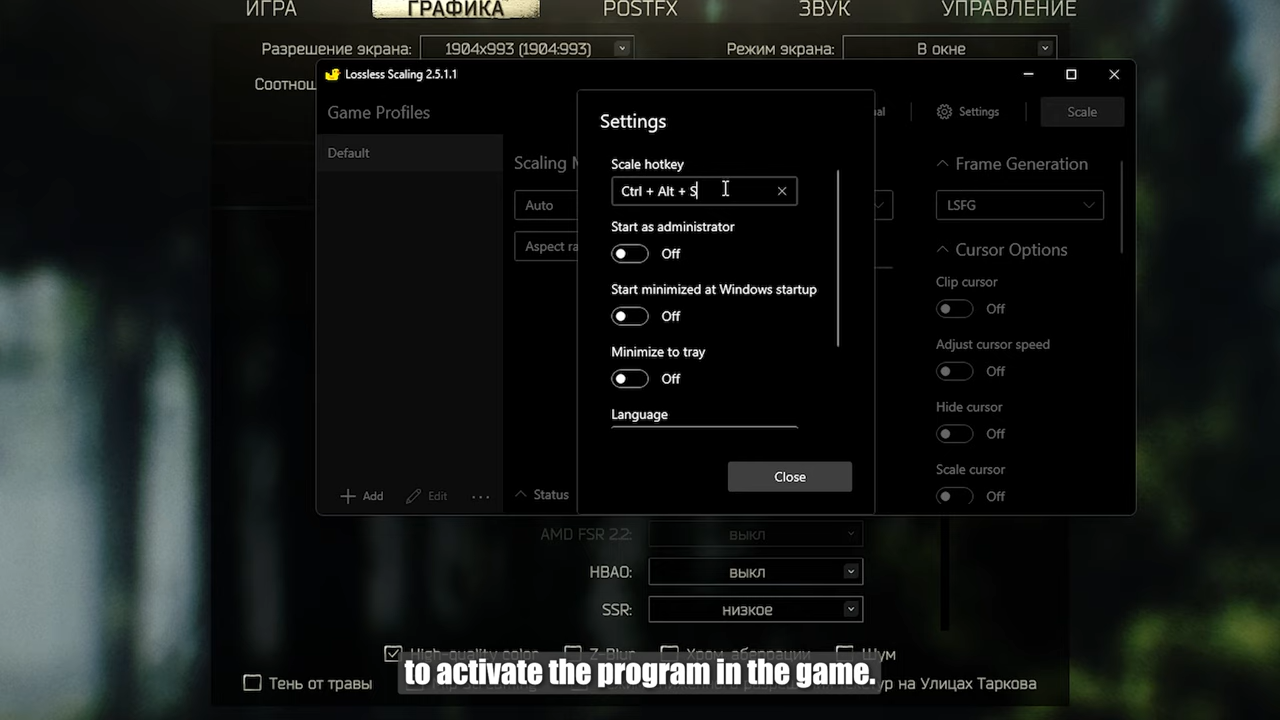 ИГРА
ГРАФИКА
POSTFX
ЗВУК
УПРАВЛЕНИЕ
Разрешение экрана:
1904x993 (1904:993)
Режим экрана:
В окне
Соотнош
Lossless Scaling 2.5.1.1
Game Profiles
Settings
Scale
Default
Scaling
Auto
Aspect ra
Settings
Scale hotkey
Ctrl + Alt + S
Start as administrator
Off
Start minimized at Windows startup
Off
Minimize to tray
Off
Language
Close
Frame Generation
LSFG
Cursor Options
Clip cursor
Off
Adjust cursor speed
Off
Hide cursor
Off
Scale cursor
Off
Add
Edit
...
Status
AMD FSR 2.2:
выкл
HBAO:
выкл
SSR:
низкое
High-quality color
Z-Blur
Хром. аберрации
Шум
to activate the program in the game.
Тень от травы
на Улицах Таркова